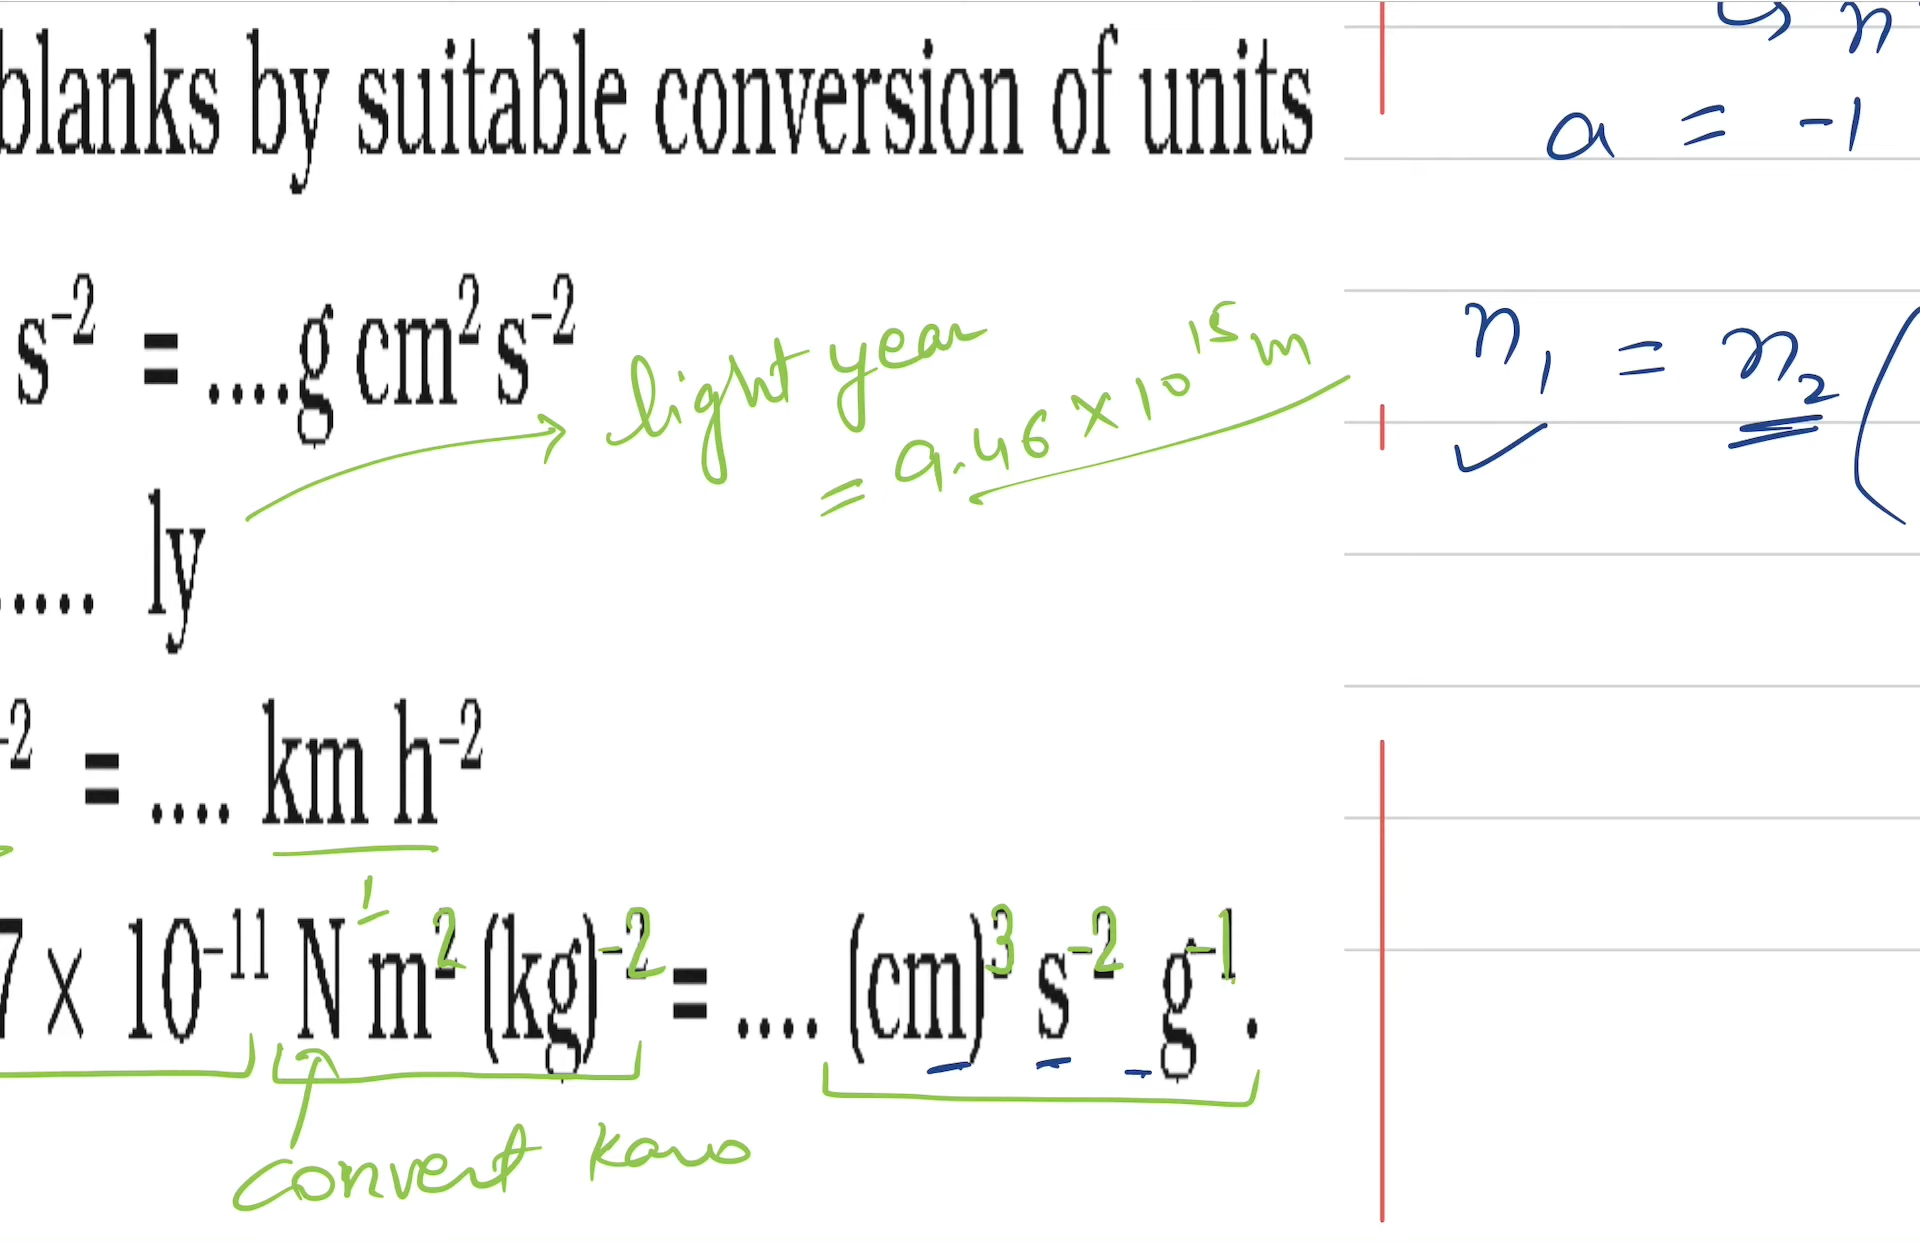 blanks by suitable conversion of units
s⁻² = ....g cm² s⁻²
light year
= 9.46 × 10¹⁵ m
.... ly
⁻² = .... km h⁻²
1
7 × 10⁻¹¹ N m² (kg)⁻² = .... (cm)³ s⁻² g⁻¹.
convert karo
n
a = -1
n₁ = n₂ (